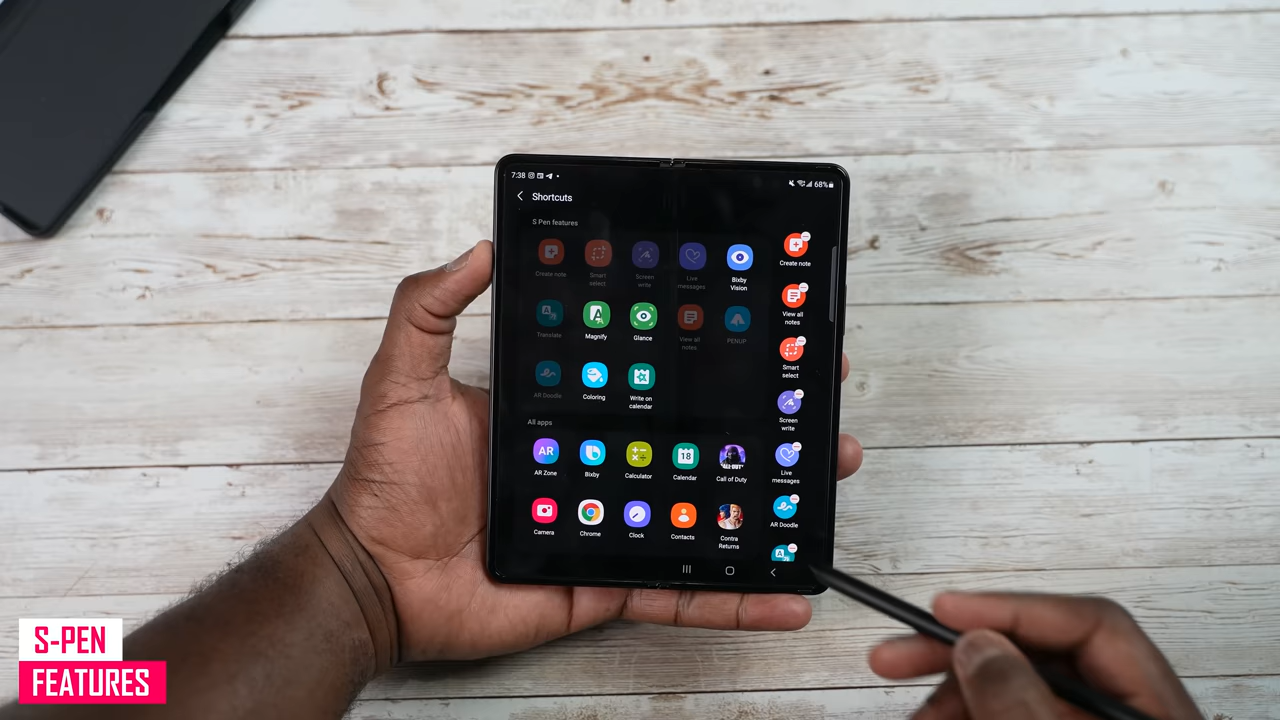 7:38
68%
Shortcuts
S Pen features
Create note
Smart
select
Screen
write
Live
messages
Bixby
Vision
Translate
Magnify
Glance
View all
notes
PENUP
AR Doodle
Coloring
Write on
calendar
All apps
AR
AR Zone
Bixby
Calculator
18
Calendar
Call of Duty
Camera
Chrome
Clock
Contacts
Contra
Returns
Create note
View all
notes
Smart
select
Screen
write
Live
messages
AR Doodle
S-PEN
FEATURES